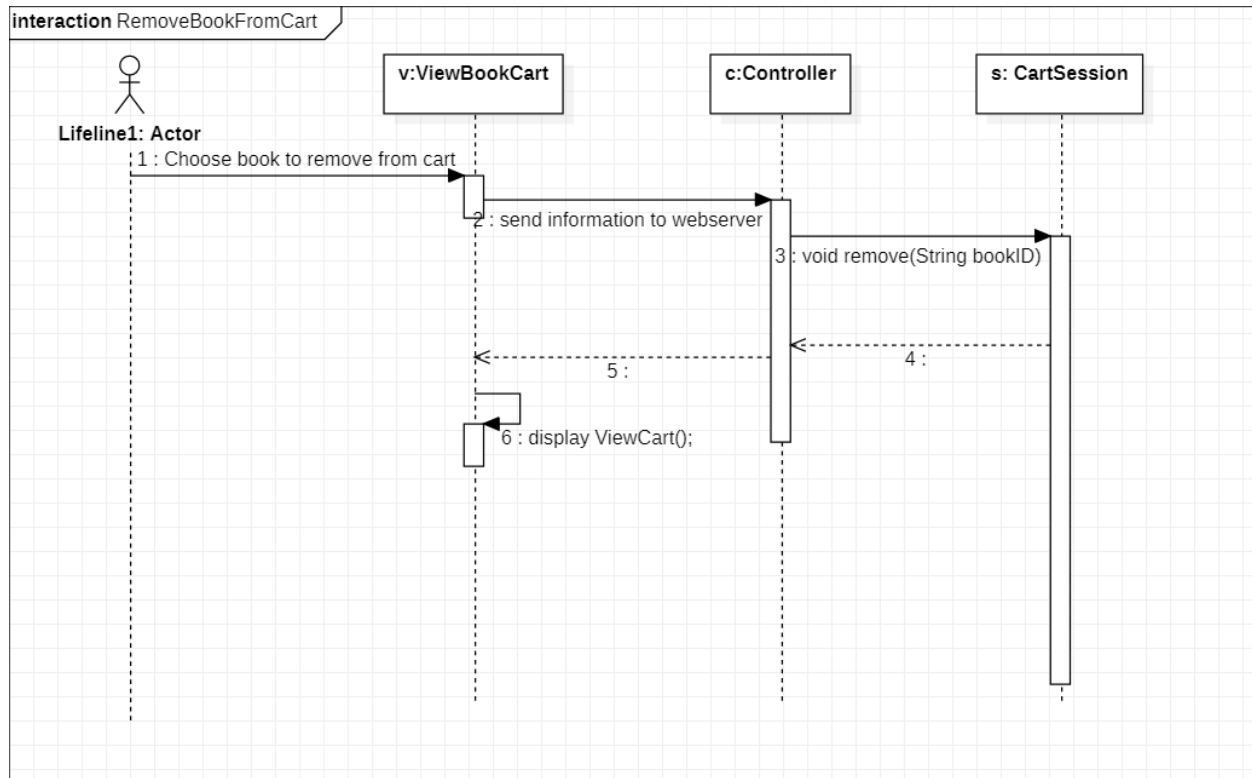 interaction RemoveBookFromCart
v:ViewBookCart
c:Controller
s: CartSession
Lifeline1: Actor
1 : Choose book to remove from cart
2 : send information to webserver
3 : void remove(String bookID)
4 :
5 :
6 : display ViewCart();